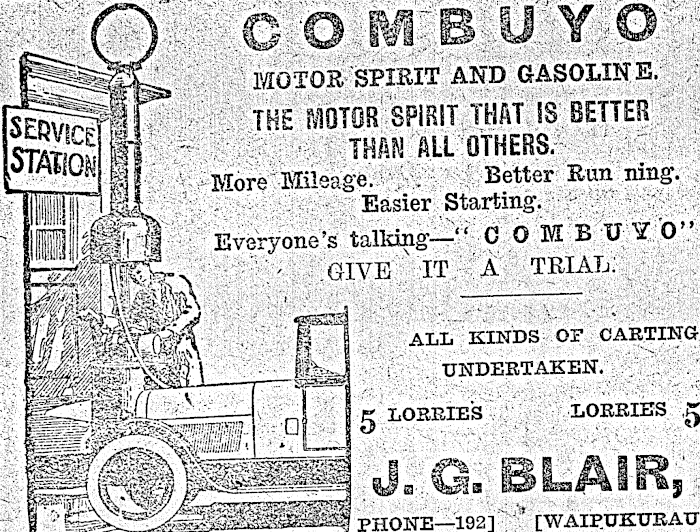 COMBUYO
MOTOR SPIRIT AND GASOLINE.
THE MOTOR SPIRIT THAT IS BETTER
THAN ALL OTHERS.
More Mileage. Better Run ning.
Easier Starting.
Everyone's talking—“ COMBUYO”
GIVE IT A TRIAL.
SERVICE
STATION
ALL KINDS OF CARTING
UNDERTAKEN.
5 LORRIES LORRIES 5
J. G. BLAIR,
PHONE—192] [WAIPUKURAU